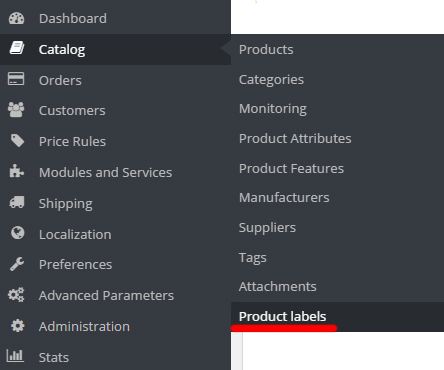 Dashboard
Catalog
Orders
Customers
Price Rules
Modules and Services
Shipping
Localization
Preferences
Advanced Parameters
Administration
Stats
Products
Categories
Monitoring
Product Attributes
Product Features
Manufacturers
Suppliers
Tags
Attachments
Product labels